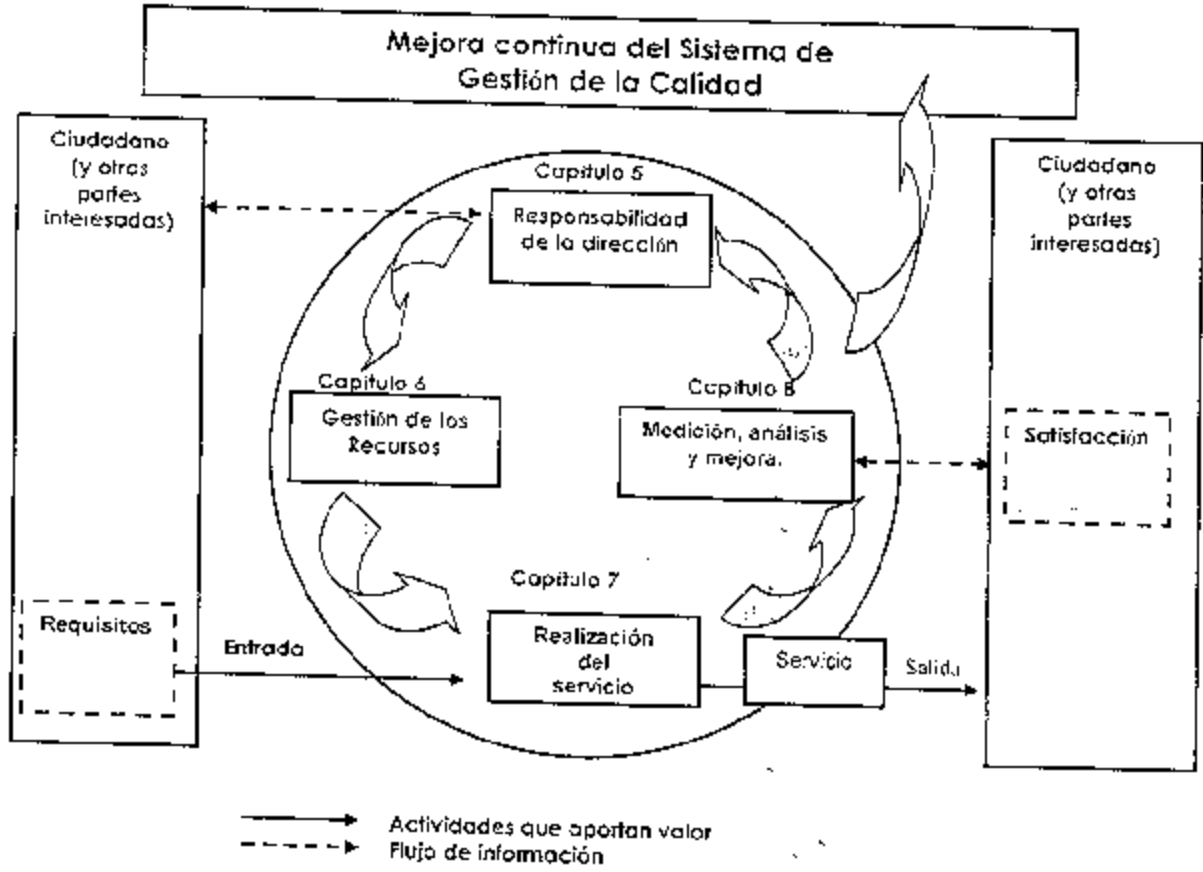 Mejora continua del Sistema de
Gestión de la Calidad
Ciudadano
(y otras
partes
interesadas)
Capítulo 5
Responsabilidad
de la dirección
Ciudadano
(y otras
partes
interesadas)
Capítulo 6
Gestión de los
Recursos
Capítulo 8
Medición, análisis
y mejora.
Satisfacción
Capítulo 7
Requisitos
Entrada
Realización
del
servicio
Servicio
Salida
Actividades que aportan valor
Flujo de información